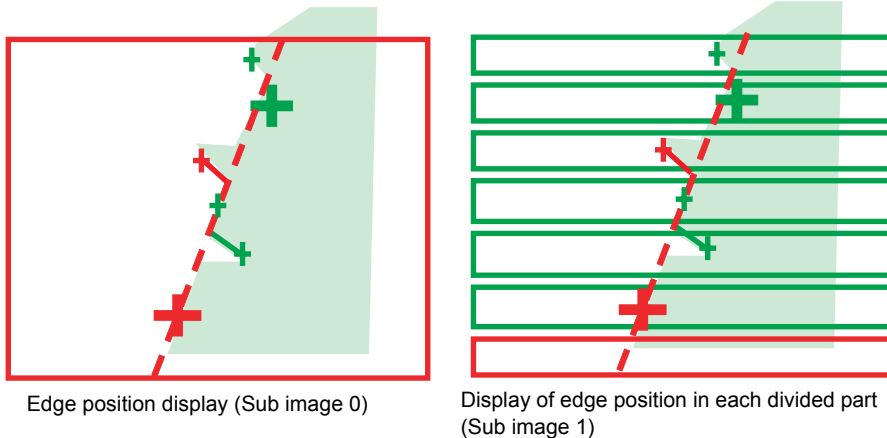 Edge position display (Sub image 0)
Display of edge position in each divided part
(Sub image 1)